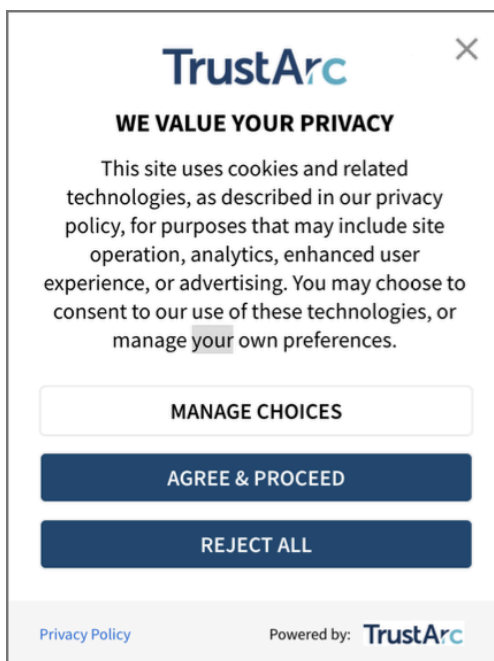 TrustArc
WE VALUE YOUR PRIVACY
This site uses cookies and related
technologies, as described in our privacy
policy, for purposes that may include site
operation, analytics, enhanced user
experience, or advertising. You may choose to
consent to our use of these technologies, or
manage your own preferences.
MANAGE CHOICES
AGREE & PROCEED
REJECT ALL
Privacy Policy Powered by: TrustArc